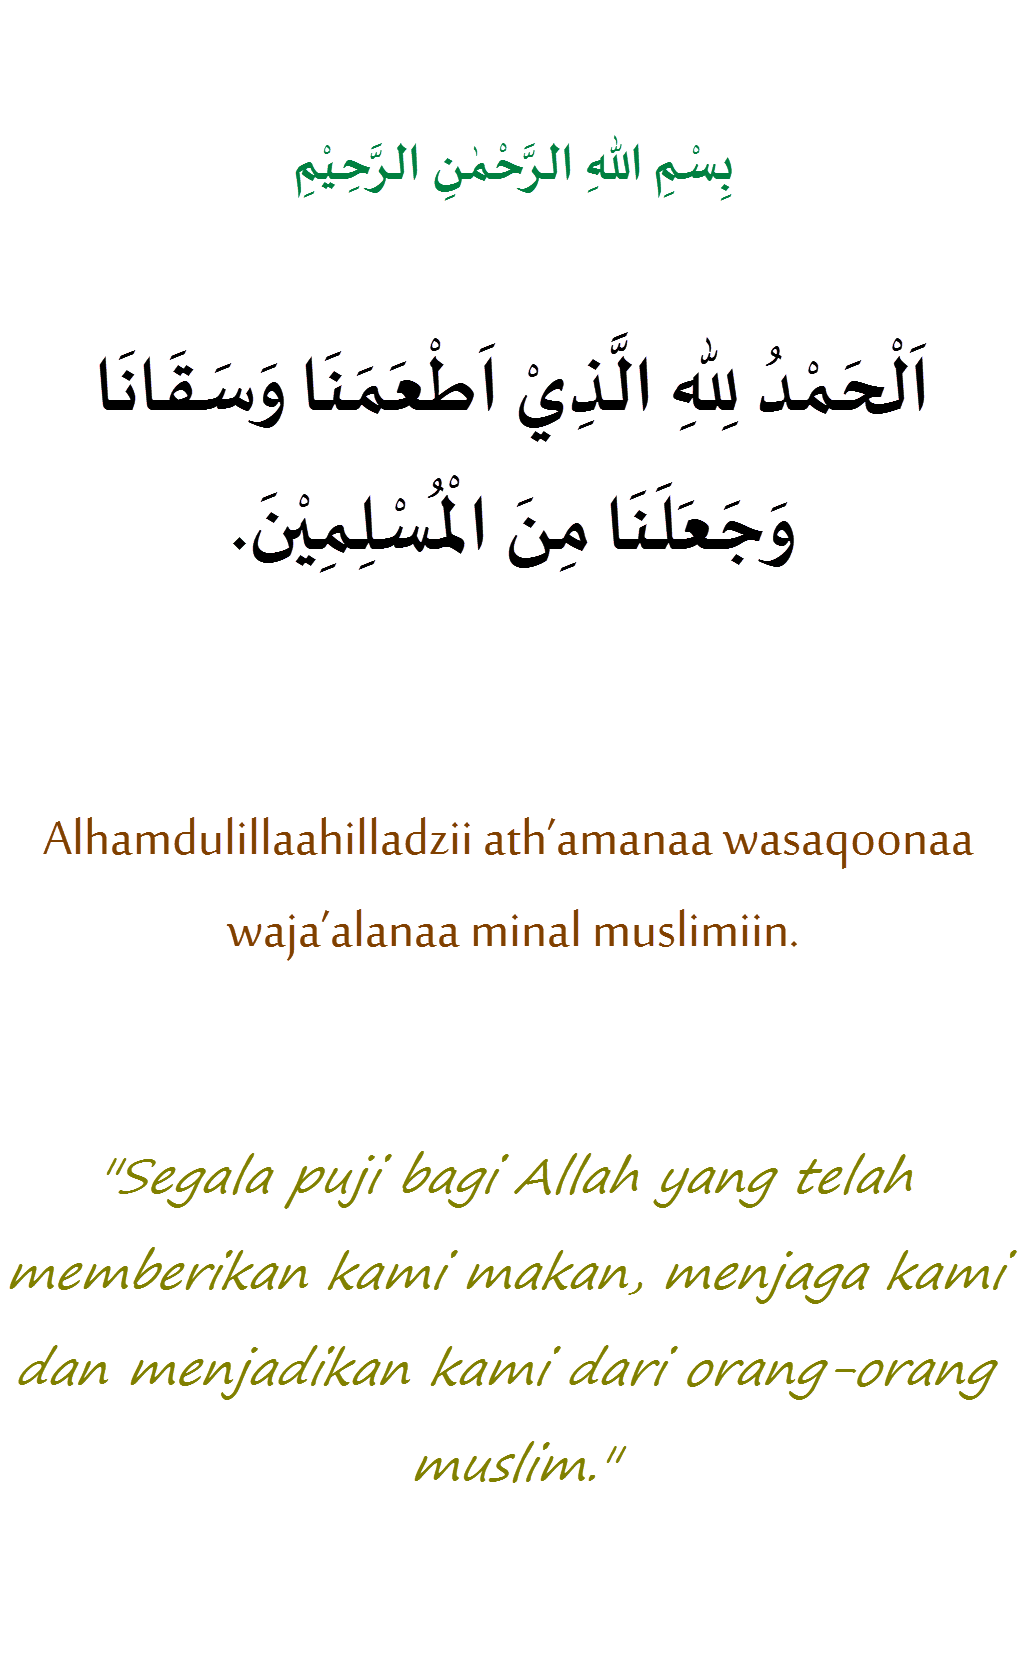 بِسْمِ اللهِ الرَّحْمٰنِ الرَّحِيْمِ
اَلْحَمْدُ لِلّٰهِ الَّذِيْ اَطْعَمَنَا وَسَقَانَا
وَجَعَلَنَا مِنَ الْمُسْلِمِيْنَ.
Alhamdulillaahilladzii ath’amanaa wasaqoonaa
waja’alanaa minal muslimiin.
"Segala puji bagi Allah yang telah
memberikan kami makan, menjaga kami
dan menjadikan kami dari orang-orang
muslim."